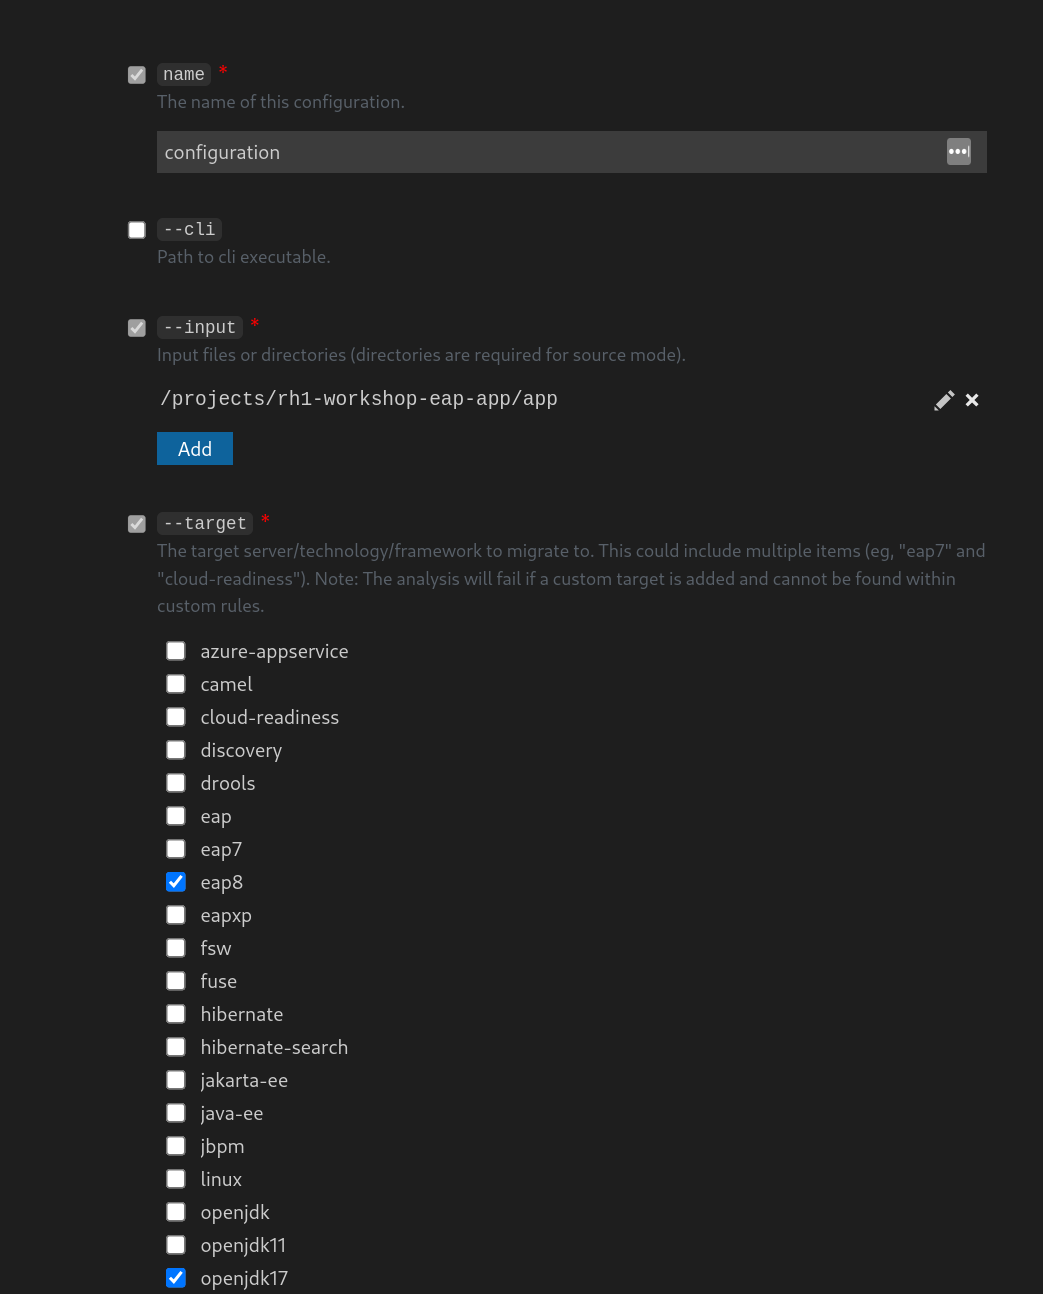 name *
The name of this configuration.
configuration
--cli
Path to cli executable.
--input *
Input files or directories (directories are required for source mode).
/projects/rh1-workshop-eap-app/app
Add
--target *
The target server/technology/framework to migrate to. This could include multiple items (eg, "eap7" and
"cloud-readiness"). Note: The analysis will fail if a custom target is added and cannot be found within
custom rules.
azure-appservice
camel
cloud-readiness
discovery
drools
eap
eap7
eap8
eapxp
fsw
fuse
hibernate
hibernate-search
jakarta-ee
java-ee
jbpm
linux
openjdk
openjdk11
openjdk17